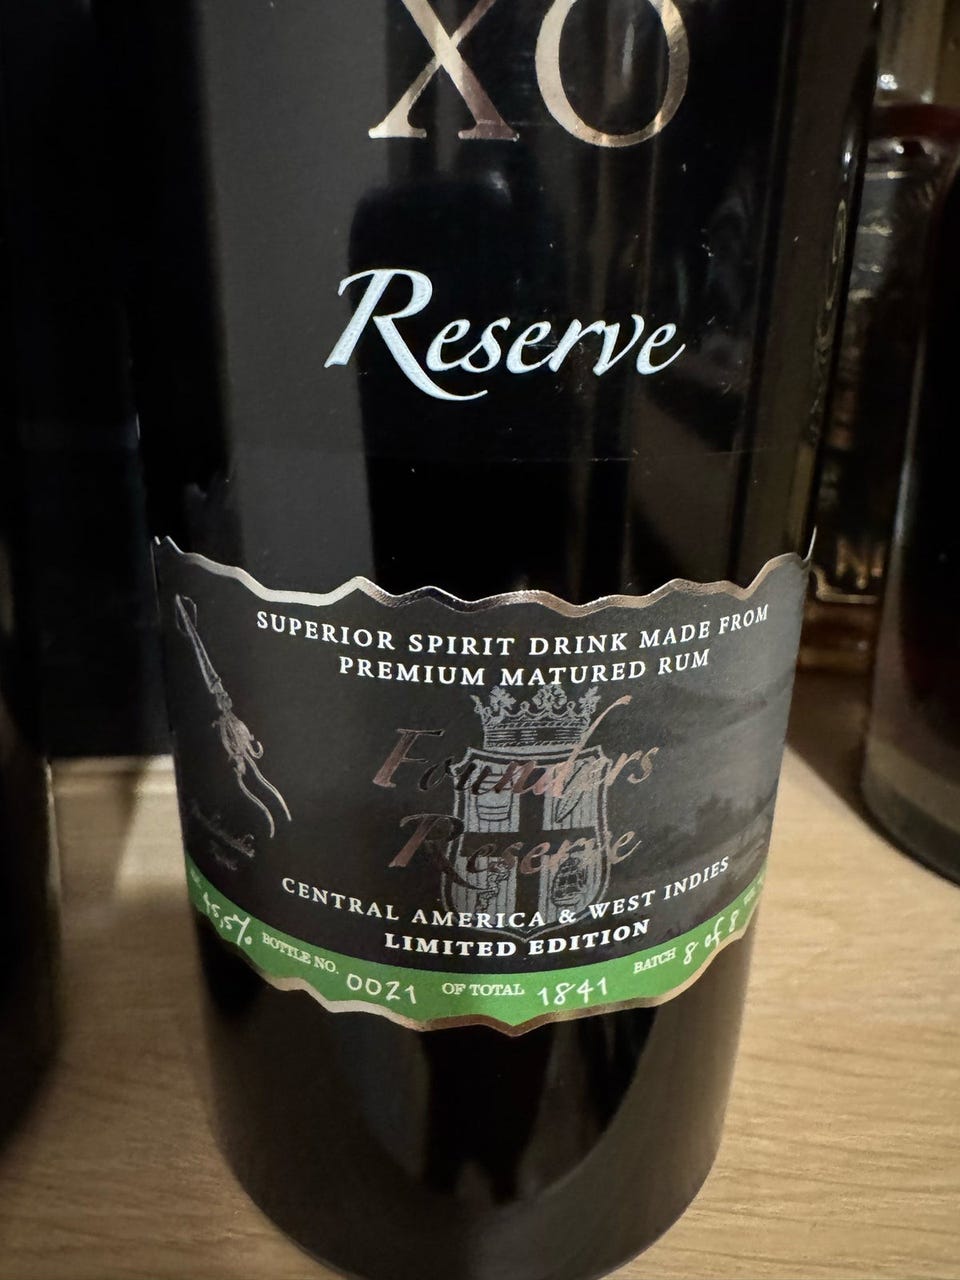 XO
Reserve
SUPERIOR SPIRIT DRINK MADE FROM
PREMIUM MATURED RUM
Founders
Reserve
CENTRAL AMERICA & WEST INDIES
LIMITED EDITION
45,5% BOTTLE NO. 0021 OF TOTAL 1841 BATCH 8 of 8